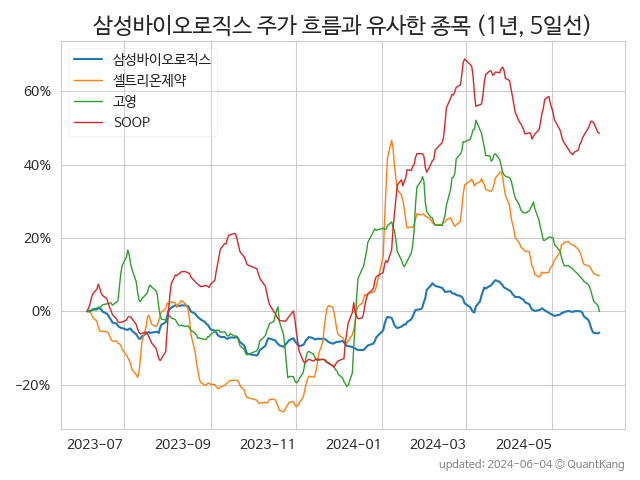 삼성바이오로직스 주가 흐름과 유사한 종목 (1년, 5일선)
삼성바이오로직스
셀트리온제약
고영
SOOP
60%
40%
20%
0%
−20%
2023−07
2023−09
2023−11
2024−01
2024−03
2024−05
updated: 2024-06-04 © QuantKang